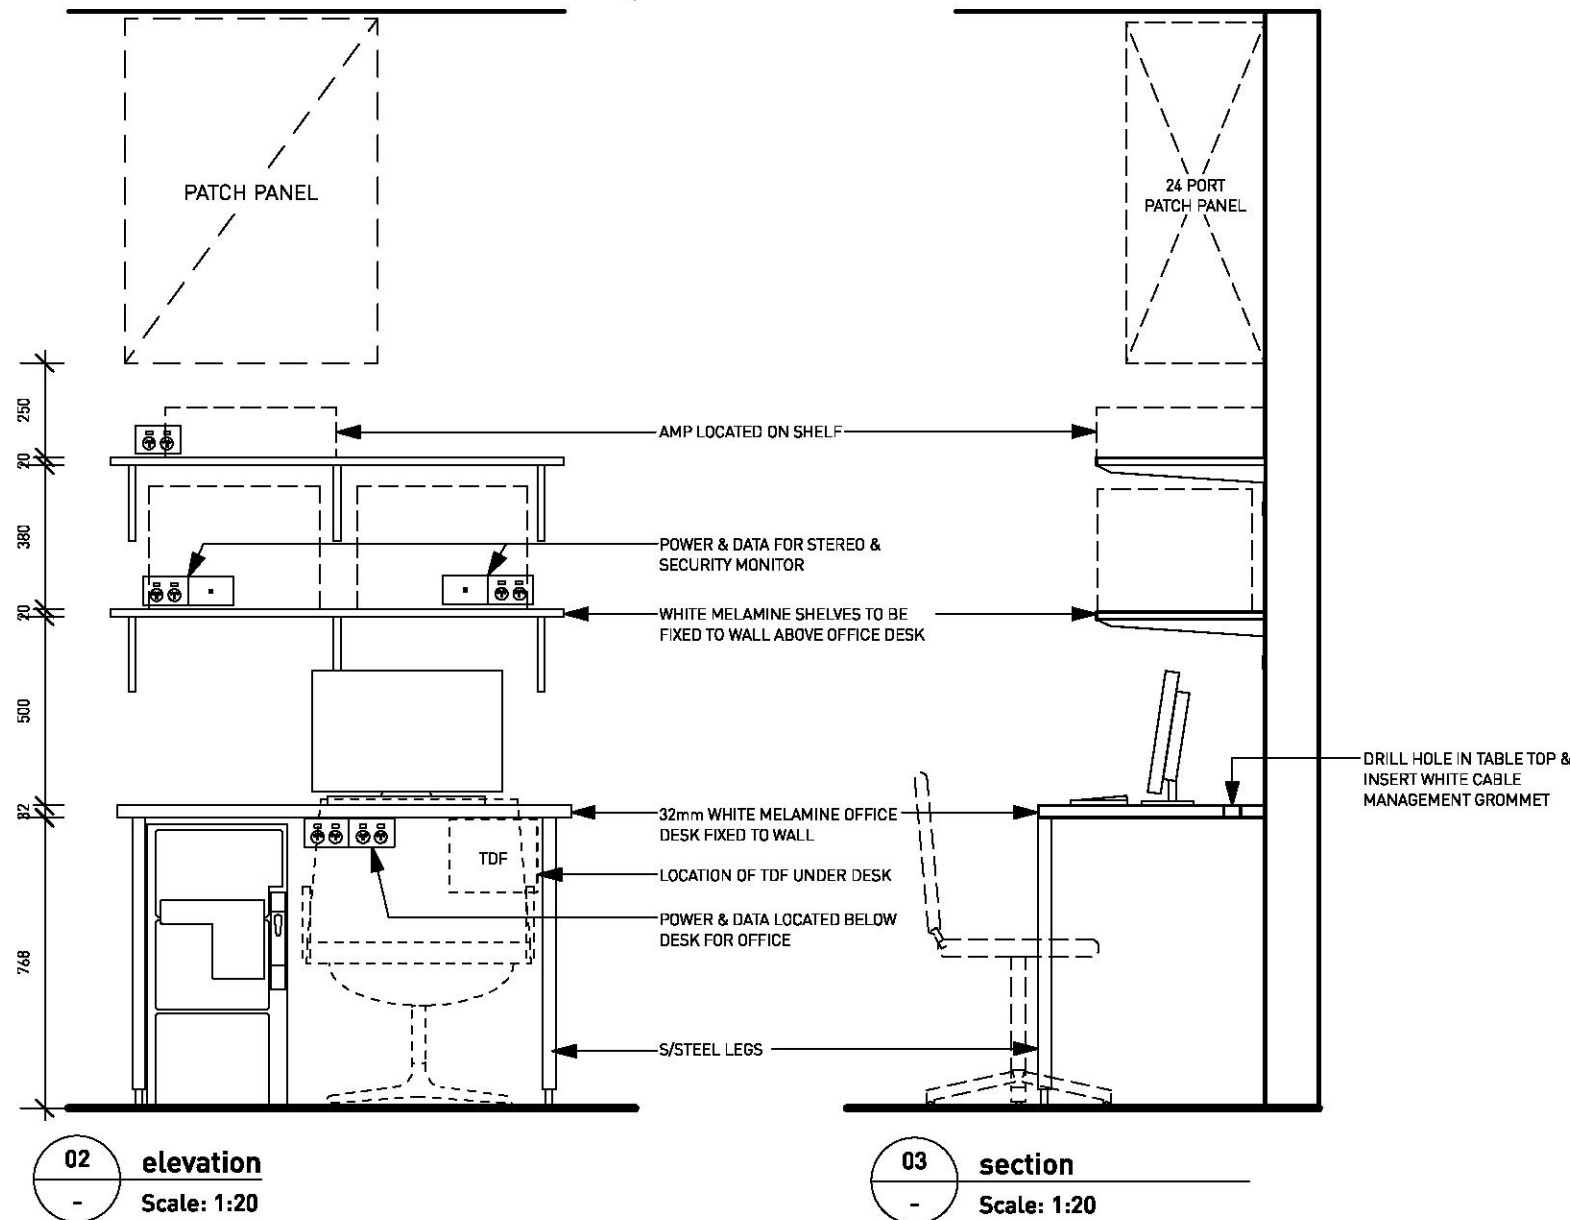 PATCH PANEL
24 PORT
PATCH PANEL
250
AMP LOCATED ON SHELF
20
380
POWER & DATA FOR STEREO &
SECURITY MONITOR
20
WHITE MELAMINE SHELVES TO BE
FIXED TO WALL ABOVE OFFICE DESK
500
DRILL HOLE IN TABLE TOP &
INSERT WHITE CABLE
MANAGEMENT GROMMET
32
32mm WHITE MELAMINE OFFICE
DESK FIXED TO WALL
TDF
LOCATION OF TDF UNDER DESK
POWER & DATA LOCATED BELOW
DESK FOR OFFICE
768
S/STEEL LEGS
02
elevation
-
Scale: 1:20
03
section
-
Scale: 1:20